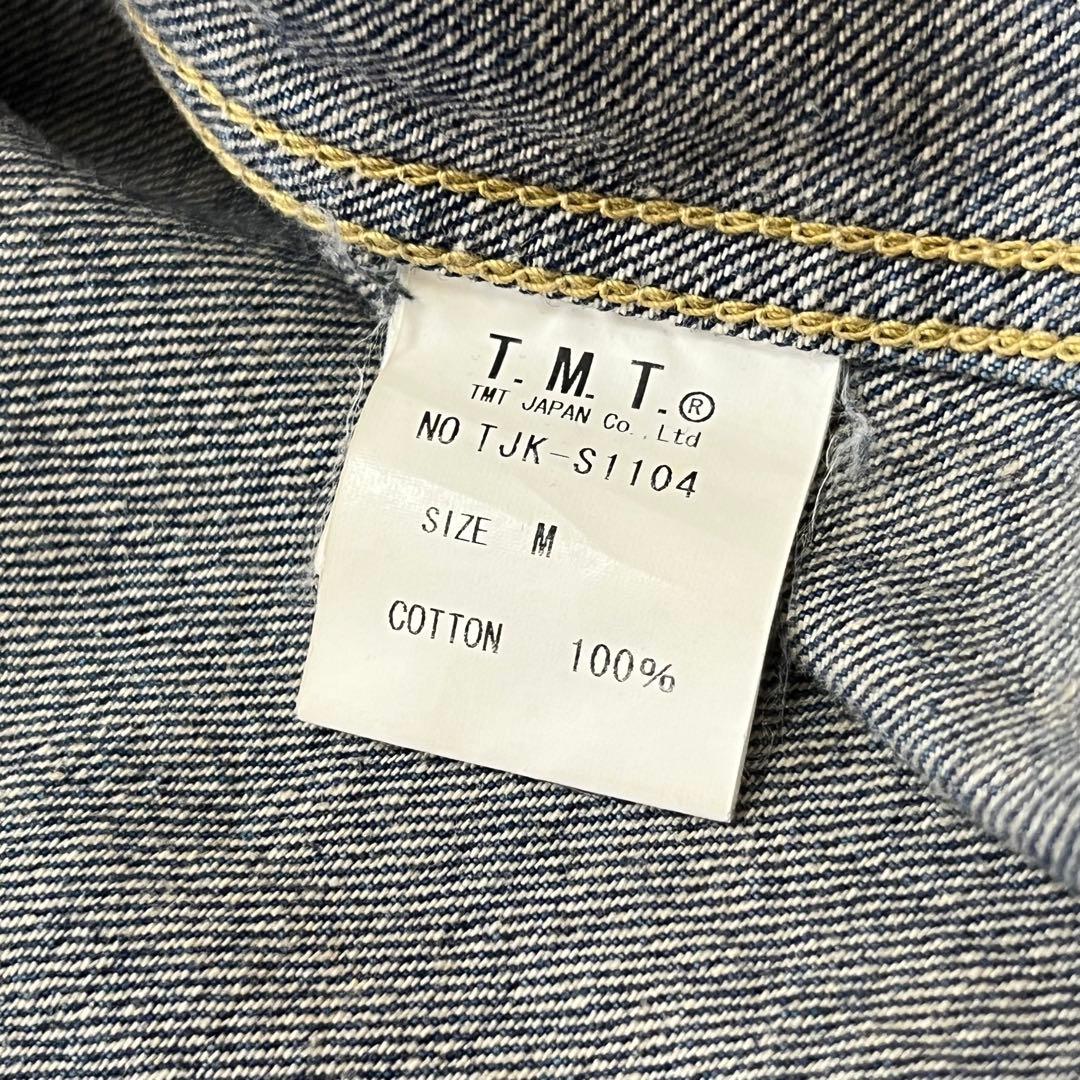 T.M.T.®
TMT JAPAN Co.,Ltd
NO TJK-S1104
SIZE M
COTTON 100%